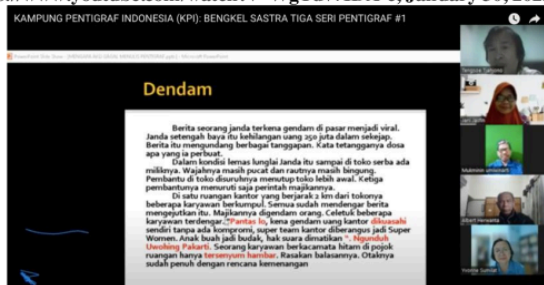 KAMPUNG PENTIGRAF INDONESIA (KPI): BENGKEL SASTRA TIGA SERI PENTIGRAF #1
Dendam
Berita seorang janda terkena gendam di pasar menjadi viral.
Janda setengah baya itu kehilangan uang 250 juta dalam sekejap.
Berita itu mengundang berbagai tanggapan. Kata tetangganya dosa
apa yang ia perbuat.
Dalam kondisi lemas lunglai Janda itu sampai di toko serba ada
miliknya. Wajahnya masih pucat dan rautnya masih bingung.
Pembantu di toko disuruhnya menutup toko lebih awal. Ketiga
pembantunya menuruti saja perintah majikannya.
Di satu ruangan kantor yang berjarak 2 km dari tokonya
beberapa karyawan berkumpul. Semua sudah mendengar berita
mengejutkan itu. Majikannya digendam orang. Celetuk beberapa
karyawan terdengar. "Pantas lo, kena gendam uang kantor dikuasahi
sendiri tanpa ada kompromi, super team kantor diberangus jadi Super
Women. Anak buah jadi budak, hak suara dimatikan ". Ngunduh
Uwohing Pakarti. Seorang karyawan berkacamata hitam di pojok
ruangan hanya tersenyum hambar. Rasakan balasannya. Otaknya
sudah penuh dengan rencana kemenangan